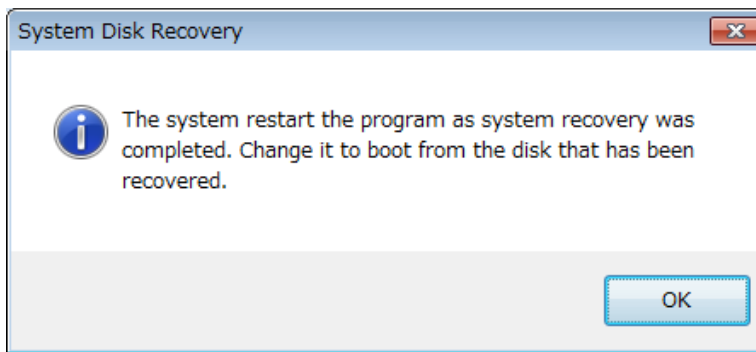 System Disk Recovery
The system restart the program as system recovery was
completed. Change it to boot from the disk that has been
recovered.
OK